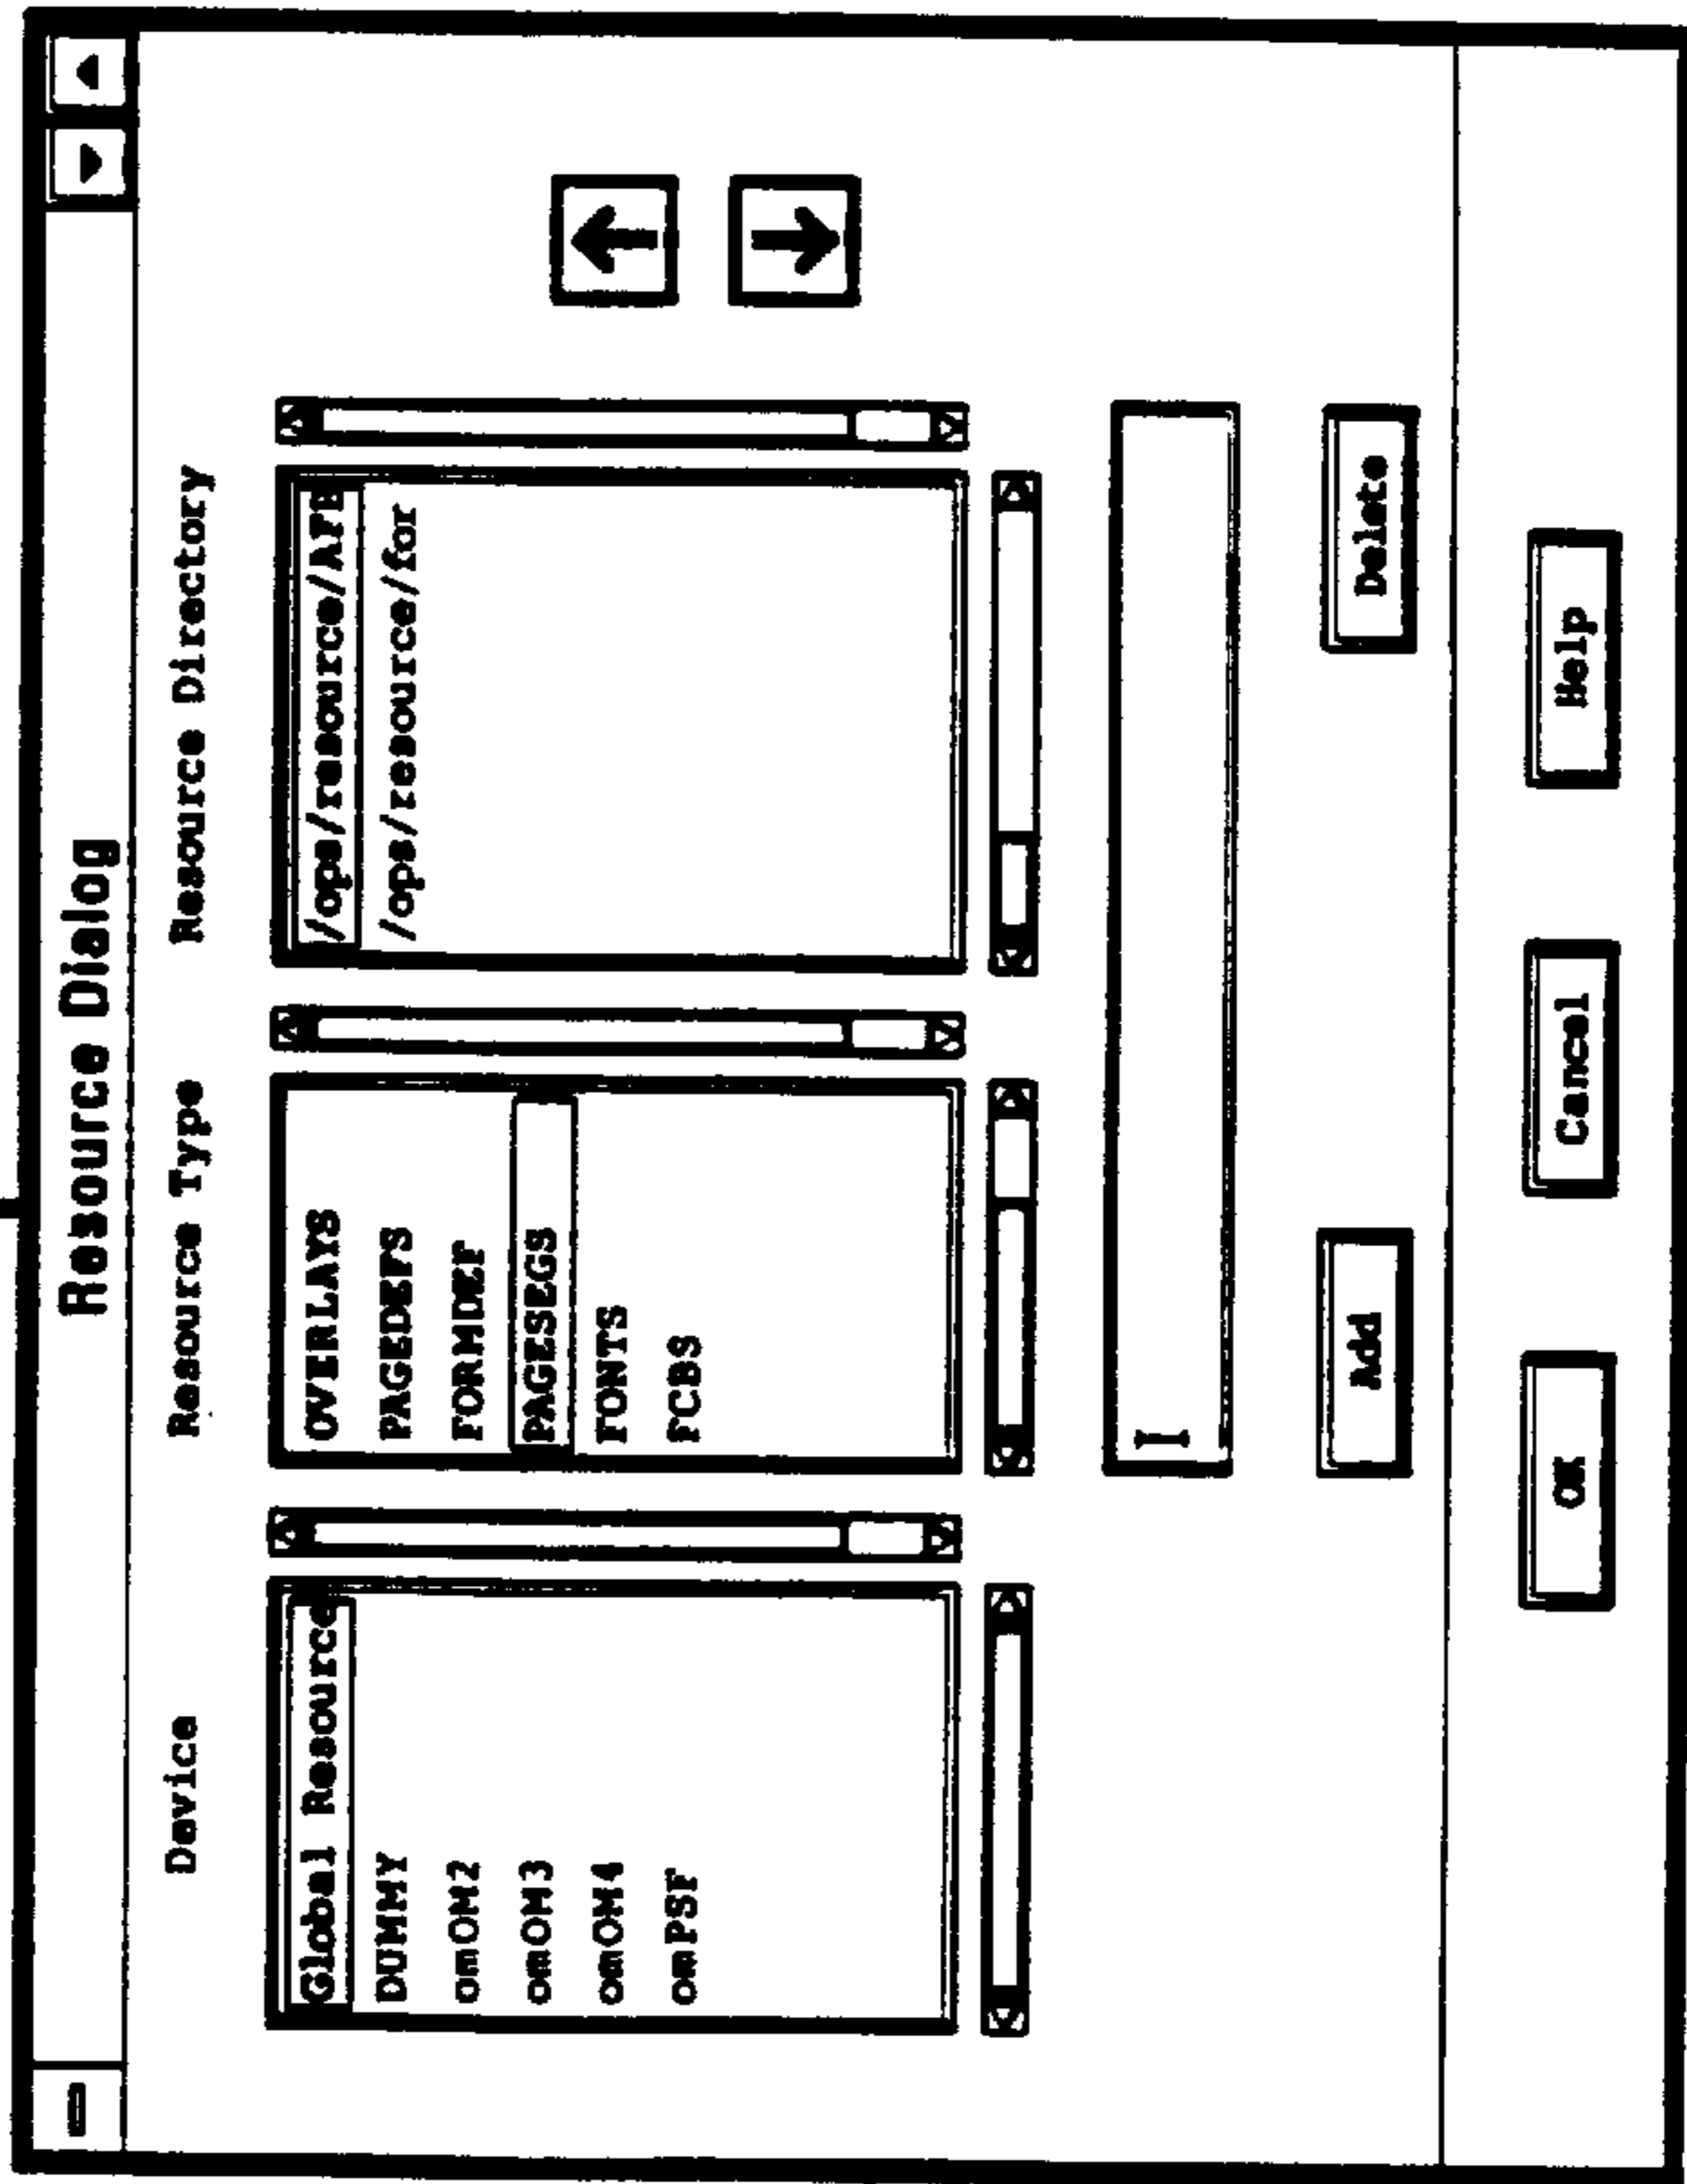 Resource Dialog
Device
Resource Type
Resource Directory
Global Resource
DUMMY
omOM2
omOM3
omOM4
omPSF
OVERLAYS
PAGEDEFS
FORMDEF
PAGESEGS
FONTS
FCBS
/ops/resource/AFP
/ops/resource/for
Add
Delete
OK
Cancel
Help